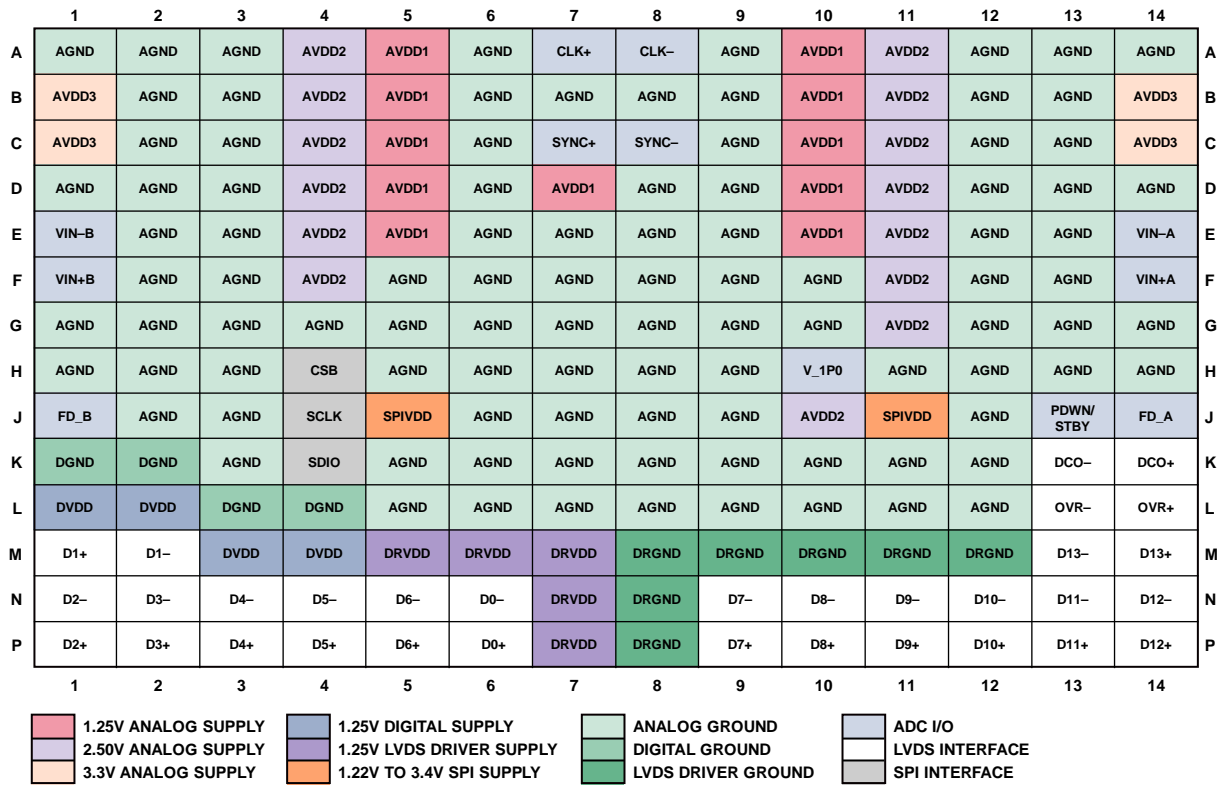 1 2 3 4 5 6 7 8 9 10 11 12 13 14
A AGND AGND AGND AVDD2 AVDD1 AGND CLK+ CLK– AGND AVDD1 AVDD2 AGND AGND AGND A
B AVDD3 AGND AGND AVDD2 AVDD1 AGND AGND AGND AGND AVDD1 AVDD2 AGND AGND AVDD3 B
C AVDD3 AGND AGND AVDD2 AVDD1 AGND SYNC+ SYNC– AGND AVDD1 AVDD2 AGND AGND AVDD3 C
D AGND AGND AGND AVDD2 AVDD1 AGND AVDD1 AGND AGND AVDD1 AVDD2 AGND AGND AGND D
E VIN–B AGND AGND AVDD2 AVDD1 AGND AGND AGND AGND AVDD1 AVDD2 AGND AGND VIN–A E
F VIN+B AGND AGND AVDD2 AGND AGND AGND AGND AGND AGND AVDD2 AGND AGND VIN+A F
G AGND AGND AGND AGND AGND AGND AGND AGND AGND AGND AVDD2 AGND AGND AGND G
H AGND AGND AGND CSB AGND AGND AGND AGND AGND V_1P0 AGND AGND AGND AGND H
J FD_B AGND AGND SCLK SPIVDD AGND AGND AGND AGND AVDD2 SPIVDD AGND PDWN/ STBY FD_A J
K DGND DGND AGND SDIO AGND AGND AGND AGND AGND AGND AGND AGND DCO– DCO+ K
L DVDD DVDD DGND DGND AGND AGND AGND AGND AGND AGND AGND AGND OVR– OVR+ L
M D1+ D1– DVDD DVDD DRVDD DRVDD DRVDD DRGND DRGND DRGND DRGND DRGND D13– D13+ M
N D2– D3– D4– D5– D6– D0– DRVDD DRGND D7– D8– D9– D10– D11– D12– N
P D2+ D3+ D4+ D5+ D6+ D0+ DRVDD DRGND D7+ D8+ D9+ D10+ D11+ D12+ P
1 2 3 4 5 6 7 8 9 10 11 12 13 14
1.25V ANALOG SUPPLY 1.25V DIGITAL SUPPLY ANALOG GROUND ADC I/O
2.50V ANALOG SUPPLY 1.25V LVDS DRIVER SUPPLY DIGITAL GROUND LVDS INTERFACE
3.3V ANALOG SUPPLY 1.22V TO 3.4V SPI SUPPLY LVDS DRIVER GROUND SPI INTERFACE